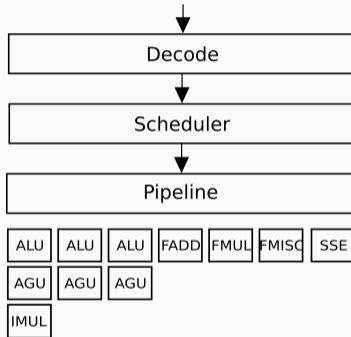 Decode
Scheduler
Pipeline
ALU ALU ALU FADD FMUL FMISC SSE
AGU AGU AGU
IMUL